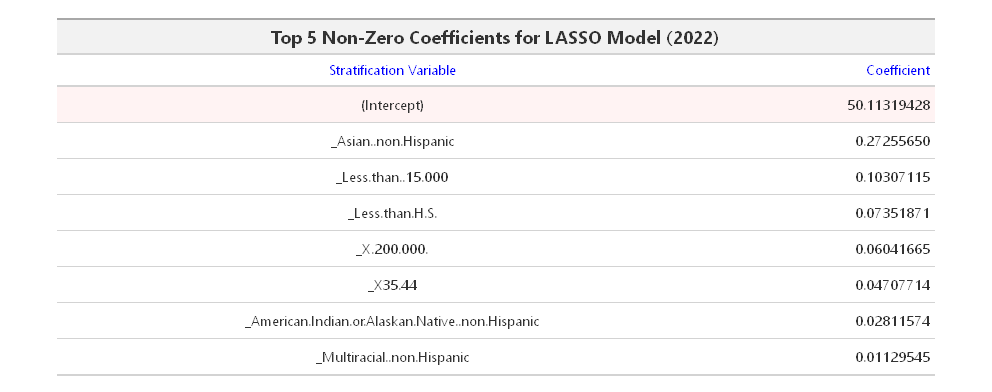 Top 5 Non-Zero Coefficients for LASSO Model (2022)
Stratification Variable Coefficient
(Intercept) 50.11319428
_Asian..non.Hispanic 0.27255650
_Less.than..15.000 0.10307115
_Less.than.H.S. 0.07351871
_X.200.000. 0.06041665
_X35.44 0.04707714
_American.Indian.or.Alaskan.Native..non.Hispanic 0.02811574
_Multiracial..non.Hispanic 0.01129545